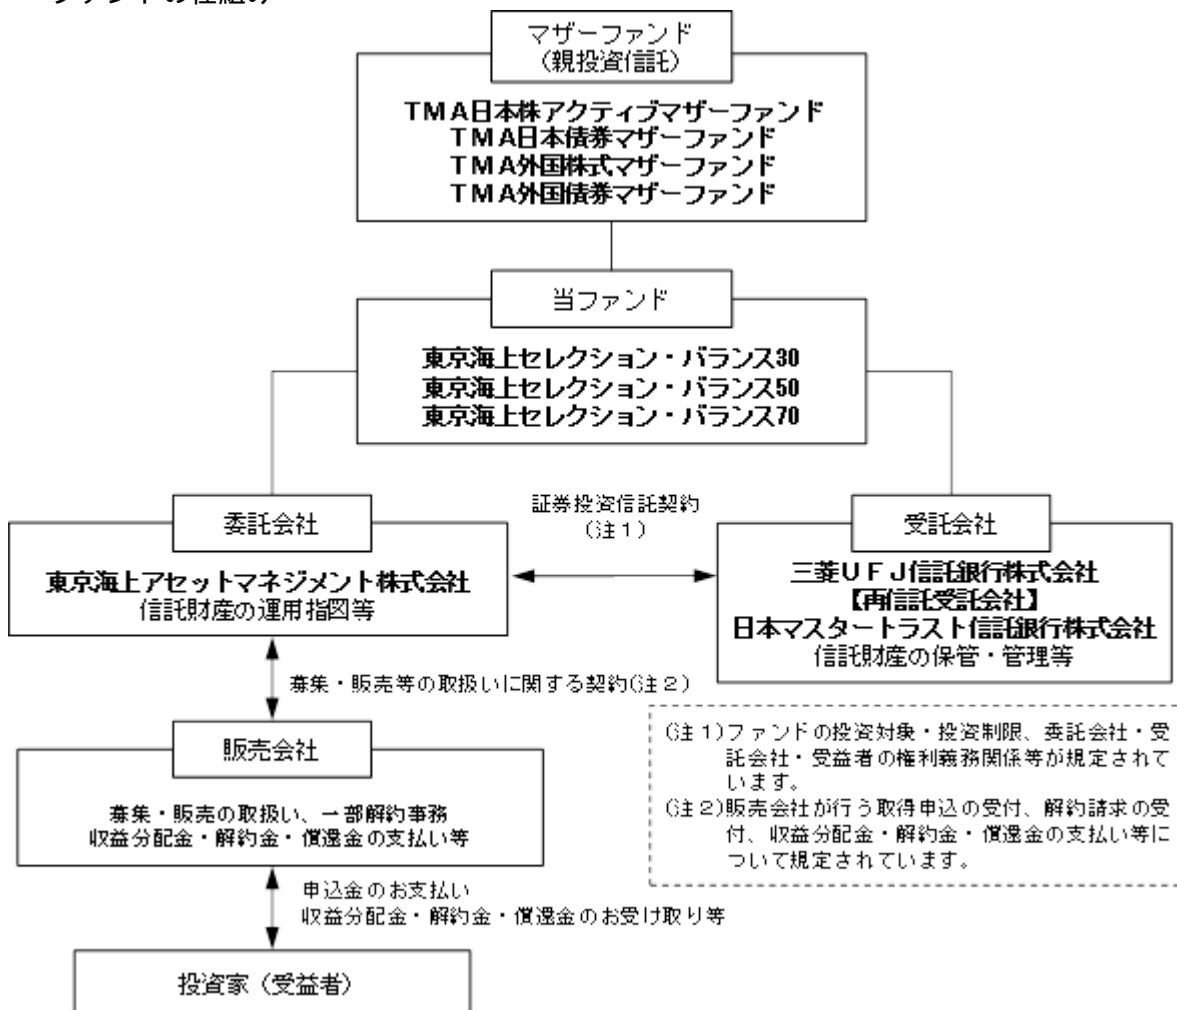 ファンドの仕組み
マザーファンド
(親投資信託)
TMA日本株アクティブマザーファンド
TMA日本債券マザーファンド
TMA外国株式マザーファンド
TMA外国債券マザーファンド
当ファンド
東京海上セレクション・バランス30
東京海上セレクション・バランス50
東京海上セレクション・バランス70
委託会社
東京海上アセットマネジメント株式会社
信託財産の運用指図等
証券投資信託契約
(注1)
受託会社
三菱UFJ信託銀行株式会社
【再信託受託会社】
日本マスタートラスト信託銀行株式会社
信託財産の保管・管理等
募集・販売等の取扱いに関する契約(注2)
販売会社
募集・販売の取扱い、一部解約事務
収益分配金・解約金・償還金の支払い等
(注1)ファンドの投資対象・投資制限、委託会社・受
託会社・受益者の権利義務関係等が規定されて
います。
(注2)販売会社が行う取得申込の受付、解約請求の受
付、収益分配金・解約金・償還金の支払い等に
ついて規定されています。
申込金のお支払い
収益分配金・解約金・償還金のお受け取り等
投資家(受益者)